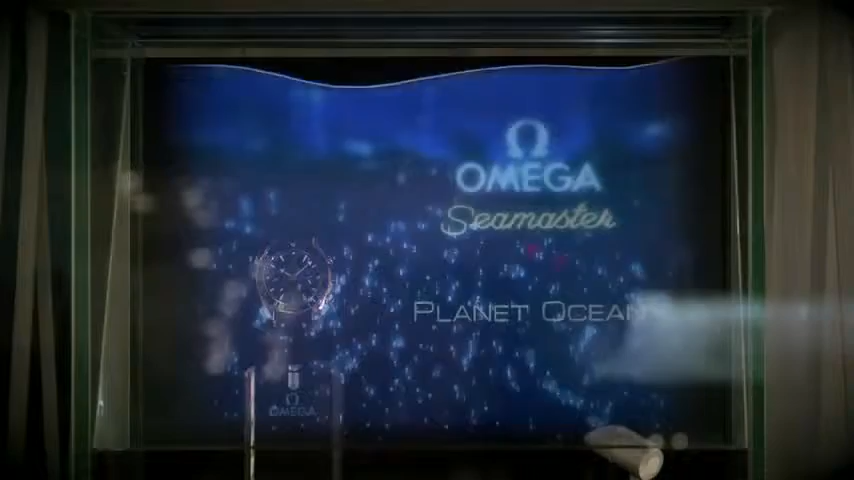 Ω
OMEGA
Seamaster
PLANET OCEAN
Ω
OMEGA